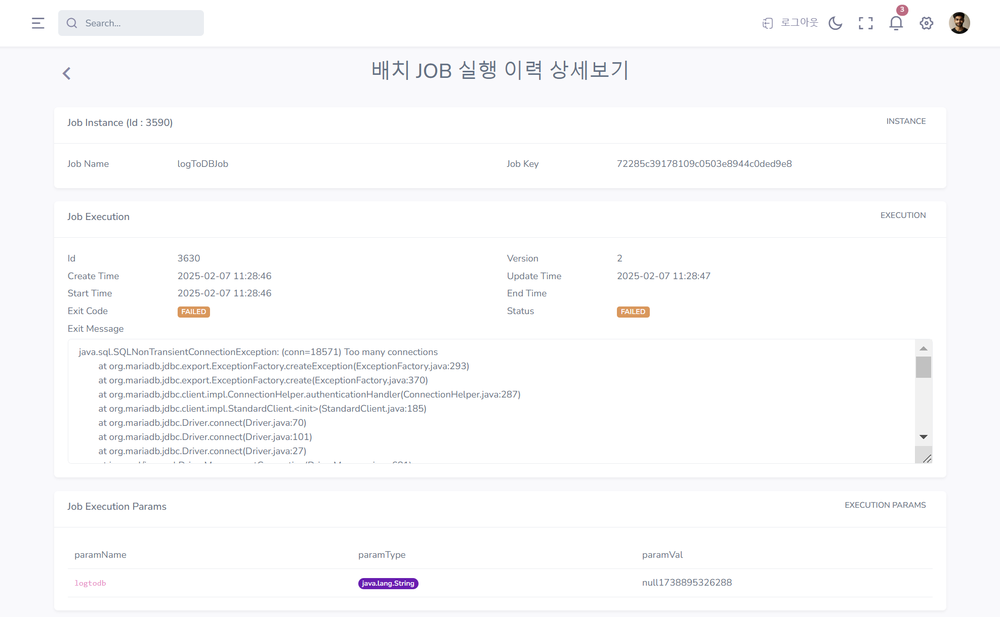 Search...
로그아웃
3
배치 JOB 실행 이력 상세보기
Job Instance (Id : 3590)
INSTANCE
Job Name logToDBJob Job Key 72285c39178109c0503e8944c0ded9e8
Job Execution
EXECUTION
Id 3630 Version 2
Create Time 2025-02-07 11:28:46 Update Time 2025-02-07 11:28:47
Start Time 2025-02-07 11:28:46 End Time
Exit Code FAILED Status FAILED
Exit Message
java.sql.SQLNonTransientConnectionException: (conn=18571) Too many connections
at org.mariadb.jdbc.export.ExceptionFactory.createException(ExceptionFactory.java:293)
at org.mariadb.jdbc.export.ExceptionFactory.create(ExceptionFactory.java:370)
at org.mariadb.jdbc.client.impl.ConnectionHelper.authenticationHandler(ConnectionHelper.java:287)
at org.mariadb.jdbc.client.impl.StandardClient.<init>(StandardClient.java:185)
at org.mariadb.jdbc.Driver.connect(Driver.java:70)
at org.mariadb.jdbc.Driver.connect(Driver.java:101)
at org.mariadb.jdbc.Driver.connect(Driver.java:27)
Job Execution Params
EXECUTION PARAMS
paramName paramType paramVal
logtodb java.lang.String null1738895326288